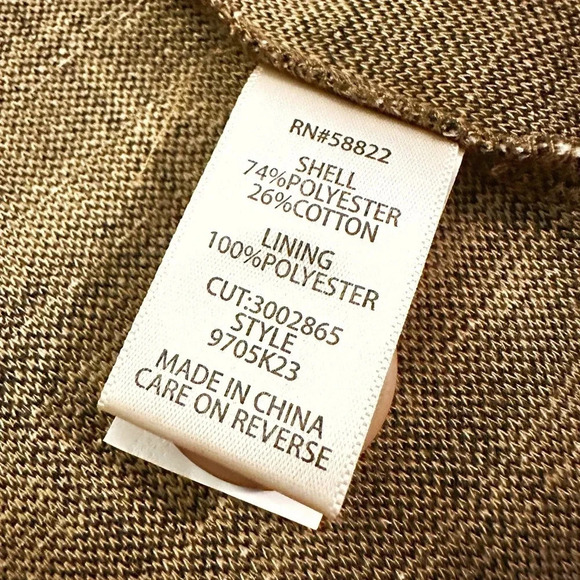 RN#58822
SHELL
74%POLYESTER
26%COTTON
LINING
100%POLYESTER
CUT:3002865
STYLE
9705K23
MADE IN CHINA
CARE ON REVERSE